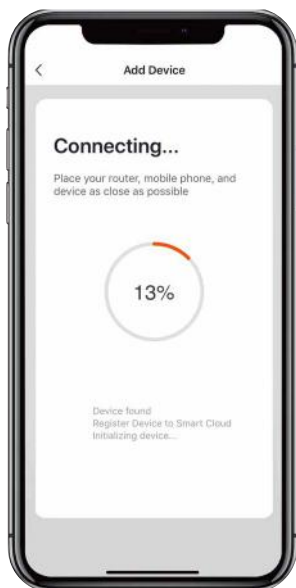 Add Device
Connecting...
Place your router, mobile phone, and
device as close as possible
13%
Device found
Register Device to Smart Cloud
Initializing device...